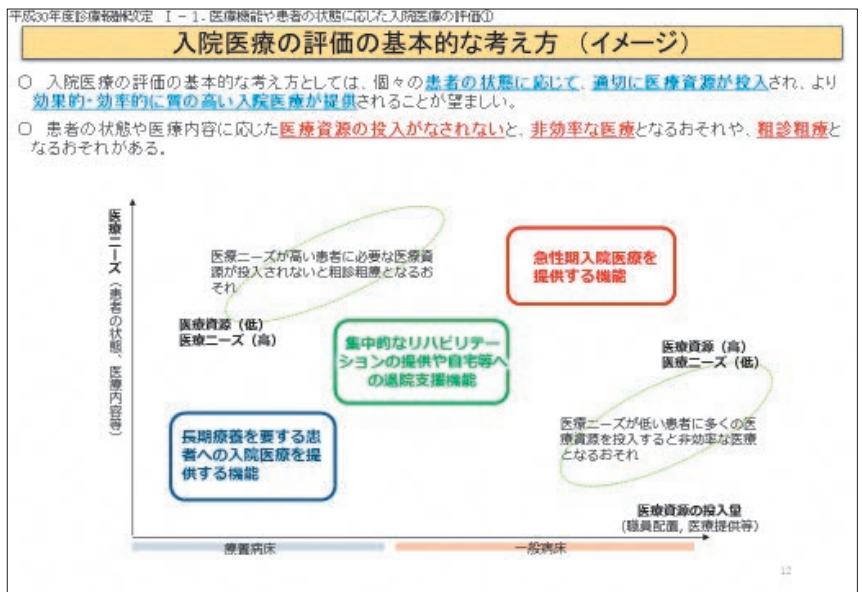 平成30年度診療報酬改定 Ⅰ-1.医療機能や患者の状態に応じた入院医療の評価①
入院医療の評価の基本的な考え方 (イメージ)
○ 入院医療の評価の基本的な考え方としては、個々の患者の状態に応じて、適切に医療資源が投入され、より
効果的・効率的に質の高い入院医療が提供されることが望ましい。
○ 患者の状態や医療内容に応じた医療資源の投入がなされないと、非効率な医療となるおそれや、粗診粗療と
なるおそれがある.
医療ニーズ(患者の状態、医療内容等)
医療ニーズが高い患者に必要な医療資
源が投入されないと粗診粗療となるお
それ
医療資源(低)
医療ニーズ(高)
急性期入院医療を
提供する機能
集中的なリハビリテー
ションの提供や自宅等へ
の退院支援機能
医療資源(高)
医療ニーズ(低)
長期療養を要する患
者への入院医療を提
供する機能
医療ニーズが低い患者に多くの医
療資源を投入すると非効率な医療
となるおそれ
医療資源の投入量
(職員配置, 医療提供等)
療養病床
一般病床
12